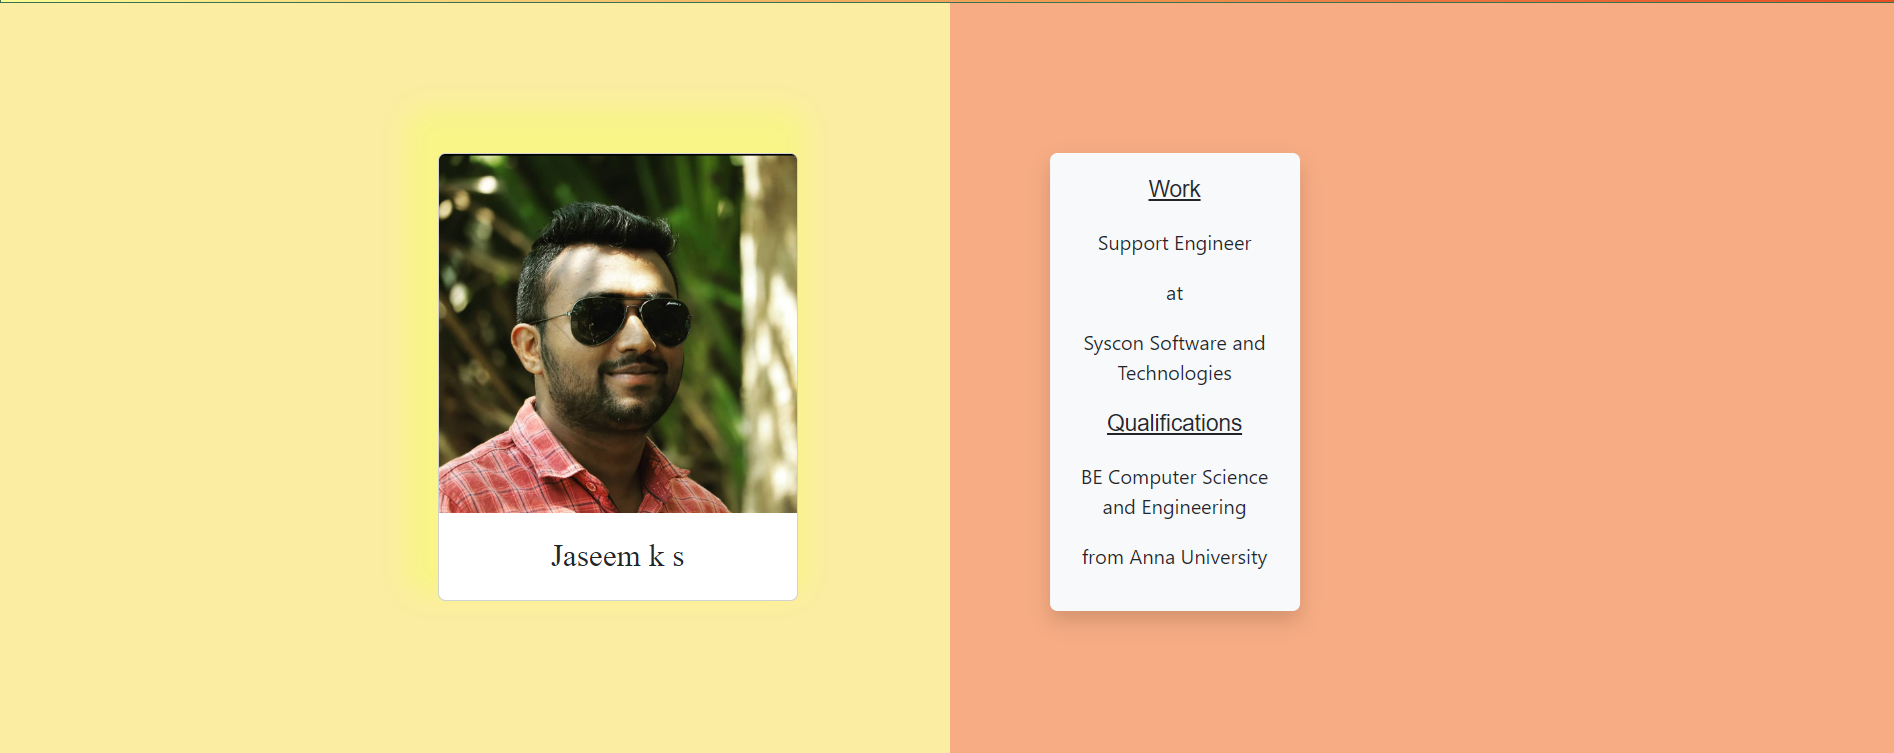 Jaseem k s
Work
Support Engineer
at
Syscon Software and
Technologies
Qualifications
BE Computer Science
and Engineering
from Anna University